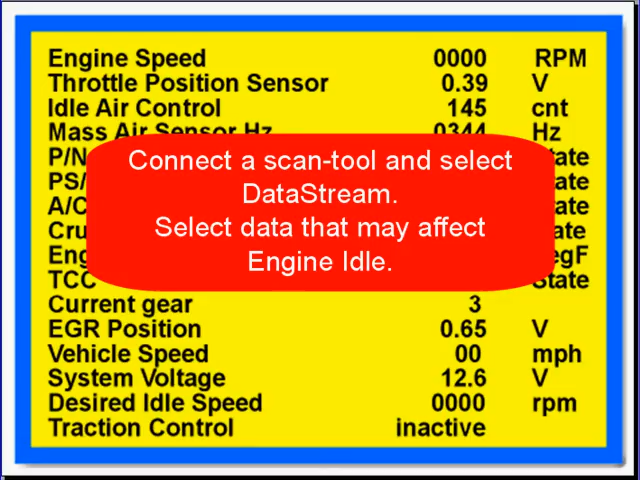 Engine Speed 0000 RPM
Throttle Position Sensor 0.39 V
Idle Air Control 145 cnt
Mass Air Sensor Hz 0344 Hz
Connect a scan-tool and select
DataStream.
Select data that may affect
Engine Idle.
P/N
PS/
A/C
TCC State
Current gear 3
EGR Position 0.65 V
Vehicle Speed 00 mph
System Voltage 12.6 V
Desired Idle Speed 0000 rpm
Traction Control inactive